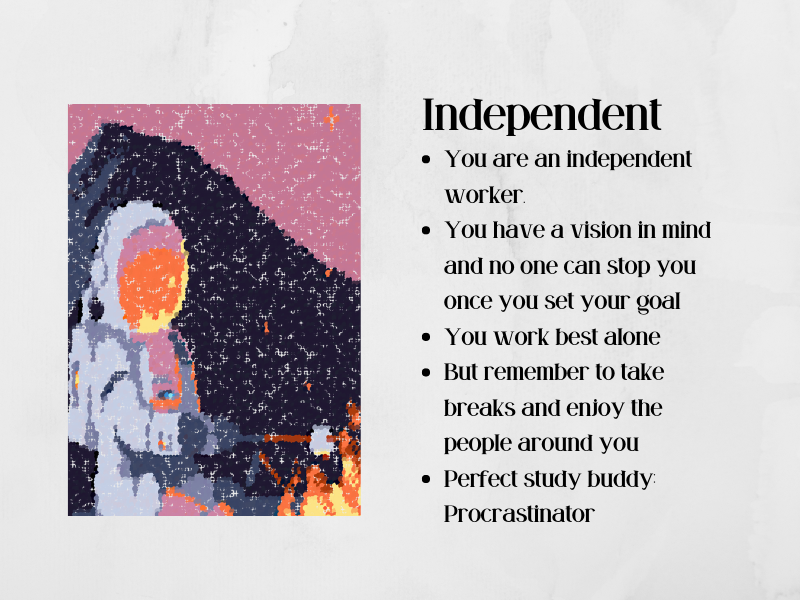 Independent
• You are an independent
worker.
• You have a vision in mind
and no one can stop you
once you set your goal
• You work best alone
• But remember to take
breaks and enjoy the
people around you
• Perfect study buddy:
Procrastinator